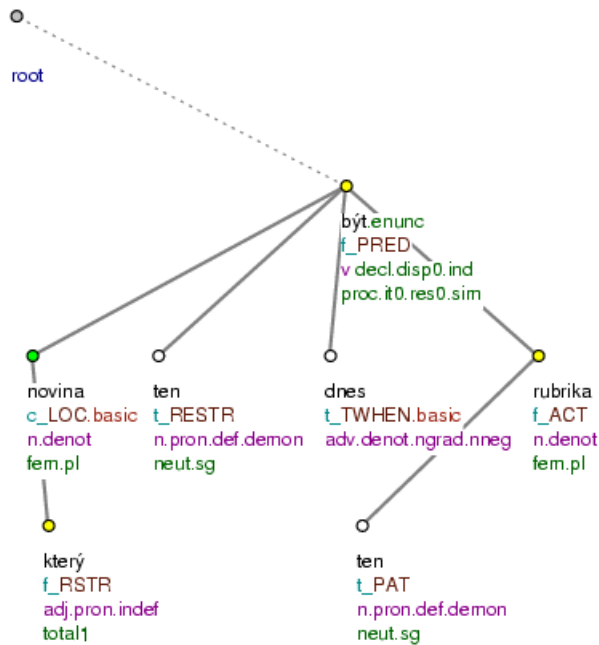 root
být.enunc
f_PRED
v decl.disp0.ind
proc.it0.res0.sim
novina
c_LOC.basic
n.denot
fem.pl
ten
t_RESTR
n.pron.def.demon
neut.sg
dnes
t_TWHEN.basic
adv.denot.ngrad.nneg
rubrika
f_ACT
n.denot
fem.pl
který
f_RSTR
adj.pron.indef
total1
ten
t_PAT
n.pron.def.demon
neut.sg